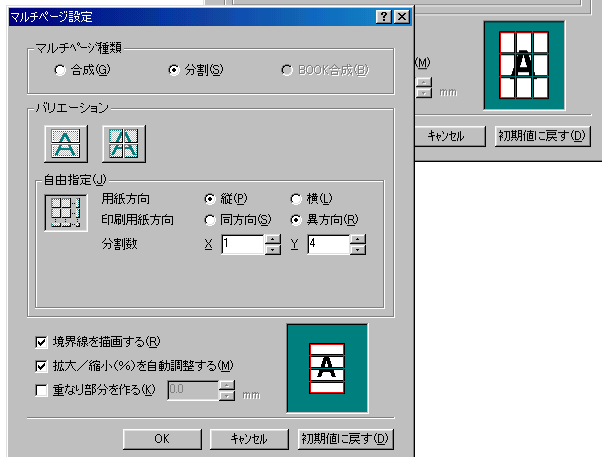 マルチページ設定
マルチページ種類
合成(G) 分割(S) BOOK合成(B)
バリエーション
自由指定(J)
用紙方向 縦(P) 横(L)
印刷用紙方向 同方向(S) 異方向(R)
分割数 X 1 Y 4
境界線を描画する(R)
拡大／縮小(%)を自動調整する(M)
重なり部分を作る(K) 0.0 mm
OK キャンセル 初期値に戻す(D)
(M)
mm
キャンセル 初期値に戻す(D)